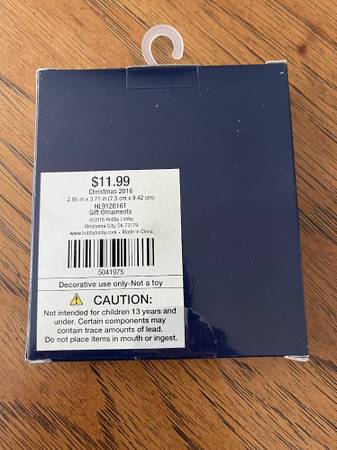 $11.99
Christmas 2016
2.95 in x 3.71 in (7.5 cm x 9.42 cm)
HL9126161
Gift Ornaments
©2016 Hobby Lobby
Oklahoma City, OK 73179
www.hobbylobby.com • Made in China
5041975
Decorative use only-Not a toy
CAUTION:
Not intended for children 13 years and
under. Certain components may
contain trace amounts of lead.
Do not place items in mouth or ingest.